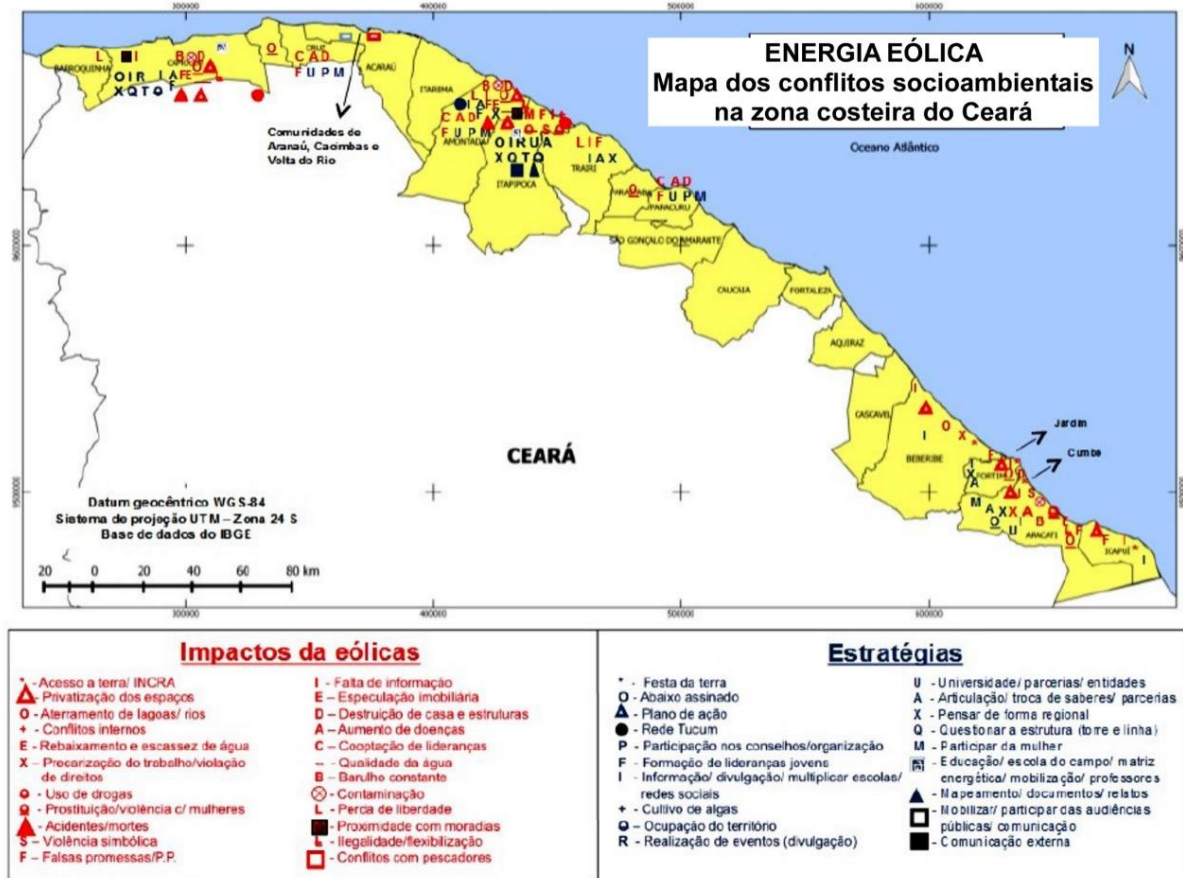 ENERGIA EÓLICA
Mapa dos conflitos socioambientais
na zona costeira do Ceará
N
Oceano Atlântico
300000
400000
500000
600000
BARROQUINHA
CRUZ
ACARAÚ
ITAREMA
AMONTADA
ITAPIPOCA
TRAIRI
SÃO GONÇALO DO AMARANTE
CAUCAIA
FORTALEZA
AQUIRAZ
CASCAVEL
BEBERIBE
FORTIM
ARACATI
ICAPUÍ
Comunidades de
Aranaú, Cacimbas e
Volta do Rio
Jardim
Cumbe
CEARÁ
Datum geocêntrico WGS-84
Sistema de projeção UTM – Zona 24 S
Base de dados do IBGE
20 0 20 40 60 80 km
300000
400000
500000
600000
Impactos da eólicas
* - Acesso a terra/ INCRA
- Privatização dos espaços
O - Aterramento de lagoas/ rios
+ - Conflitos internos
E - Rebaixamento e escassez de água
X - Precarização do trabalho/violação
de direitos
- Uso de drogas
- Prostituição/violência c/ mulheres
- Acidentes/mortes
S – Violência simbólica
F – Falsas promessas/P.P.
I - Falta de informação
E - Especulação imobiliária
D - Destruição de casa e estruturas
A - Aumento de doenças
C - Cooptação de lideranças
- Qualidade da água
B - Barulho constante
- Contaminação
L - Perca de liberdade
- Proximidade com moradias
L - Ilegalidade/flexibilização
- Conflitos com pescadores
Estratégias
* - Festa da terra
O - Abaixo assinado
- Plano de ação
- Rede Tucum
P - Participação nos conselhos/organização
F - Formação de lideranças jovens
I - Informação/ divulgação/ multiplicar escolas/
redes sociais
+ - Cultivo de algas
- Ocupação do território
R - Realização de eventos (divulgação)
U - Universidade/ parcerias/ entidades
A - Articulação/ troca de saberes/ parcerias
X - Pensar de forma regional
Q - Questionar a estrutura (torre e linha)
M - Participar da mulher
- Educação/ escola do campo/ matriz
energética/ mobilização/ professores
- Mapeamento/ documentos/ relatos
- Mobilizar/ participar das audiências
públicas/ comunicação
- Comunicação externa